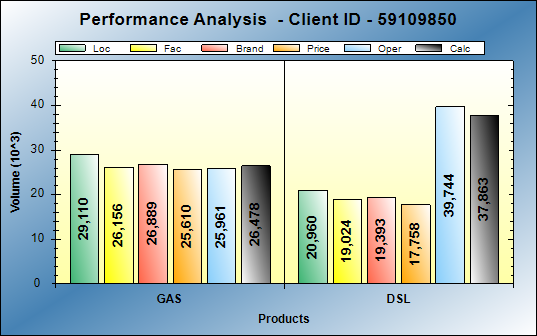 Performance Analysis - Client ID - 59109850
Loc Fac Brand Price Oper Calc
Volume (10^3)
50
40
30
20
10
0
29,110 26,156 26,889 25,610 25,961 26,478
20,960 19,024 19,393 17,758 39,744 37,863
GAS DSL
Products